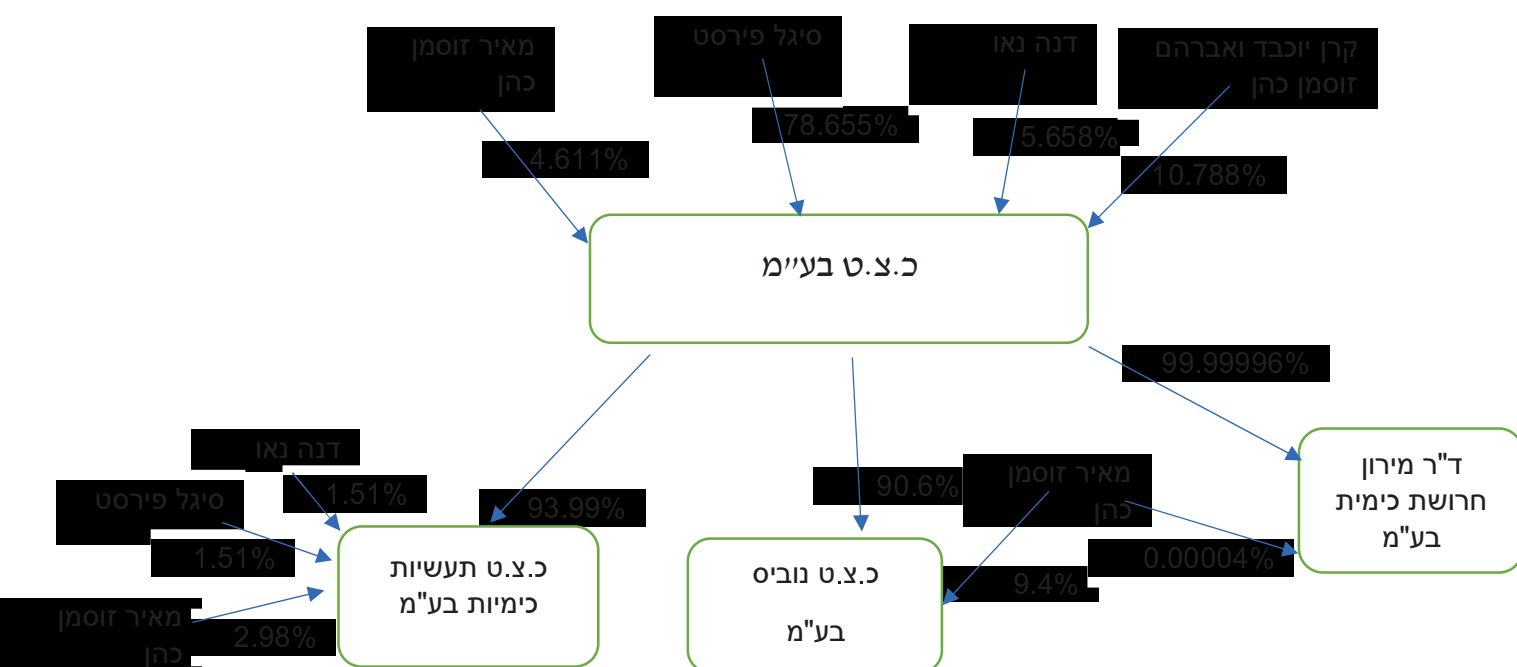 מאיר זוסמן
כהן
סיגל פירסט
דנה נאו
קרן יוכבד ואברהם
זוסמן כהן
4.611%
78.655%
5.658%
10.788%
כ.צ.ט בע"מ
99.99996%
דנה נאו
1.51%
סיגל פירסט
1.51%
מאיר זוסמן
כהן
2.98%
93.99%
כ.צ.ט תעשיות
כימיות בע"מ
90.6%
מאיר זוסמן
כהן
9.4%
0.00004%
כ.צ.ט נוביס
בע"מ
ד"ר מירון
חרושת כימית
בע"מ